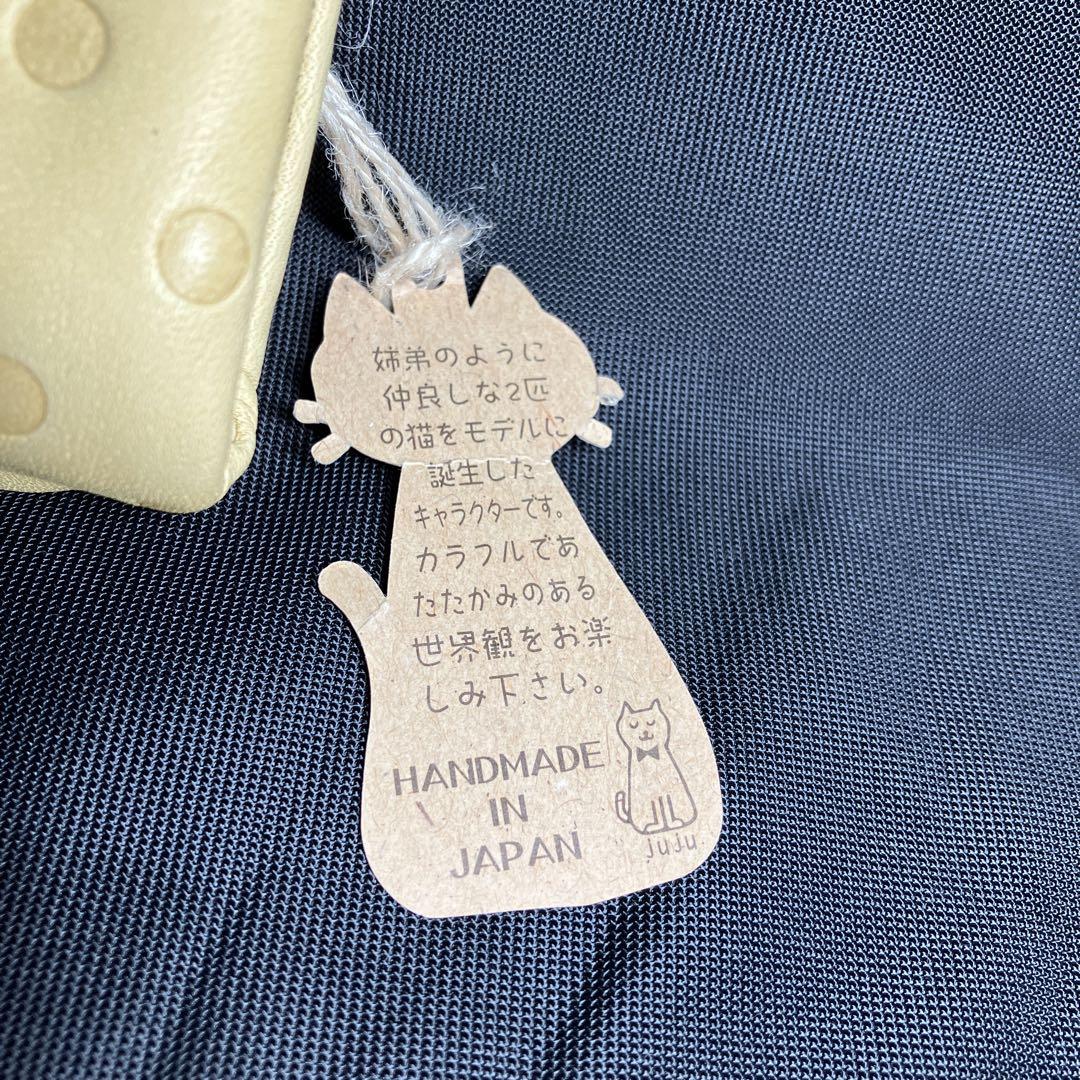 姉弟のように
仲良しな2匹
の猫をモデルに
誕生した
キャラクターです。
カラフルであ
たたかみのある
世界観をお楽
しみ下さい。
HANDMADE
IN
JAPAN
JuJu